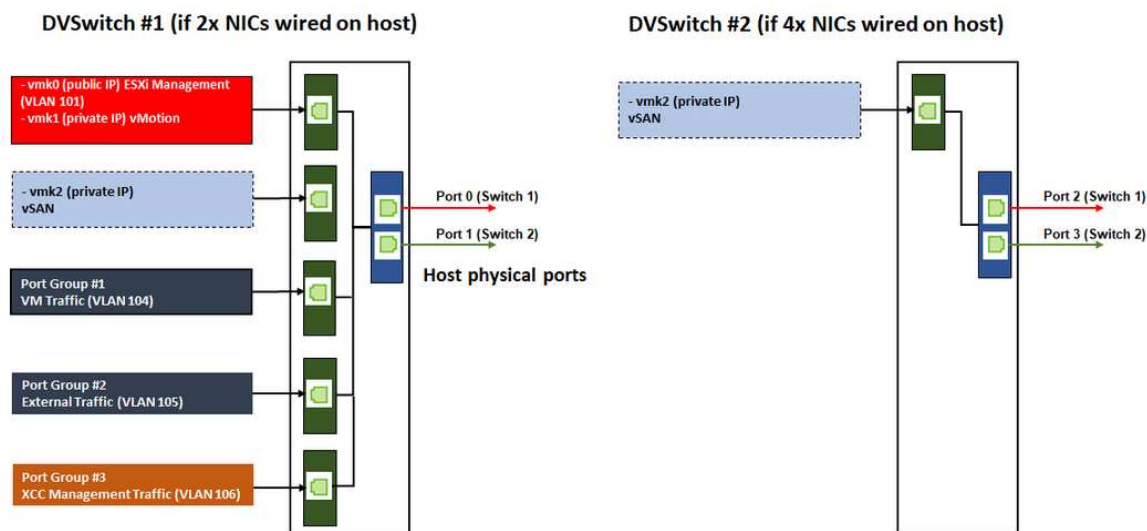 DVSwitch #1 (if 2x NICs wired on host)
- vmk0 (public IP) ESXi Management
(VLAN 101)
- vmk1 (private IP) vMotion
- vmk2 (private IP)
vSAN
Port Group #1
VM Traffic (VLAN 104)
Port Group #2
External Traffic (VLAN 105)
Port Group #3
XCC Management Traffic (VLAN 106)
Port 0 (Switch 1)
Port 1 (Switch 2)
Host physical ports
DVSwitch #2 (if 4x NICs wired on host)
- vmk2 (private IP)
vSAN
Port 2 (Switch 1)
Port 3 (Switch 2)